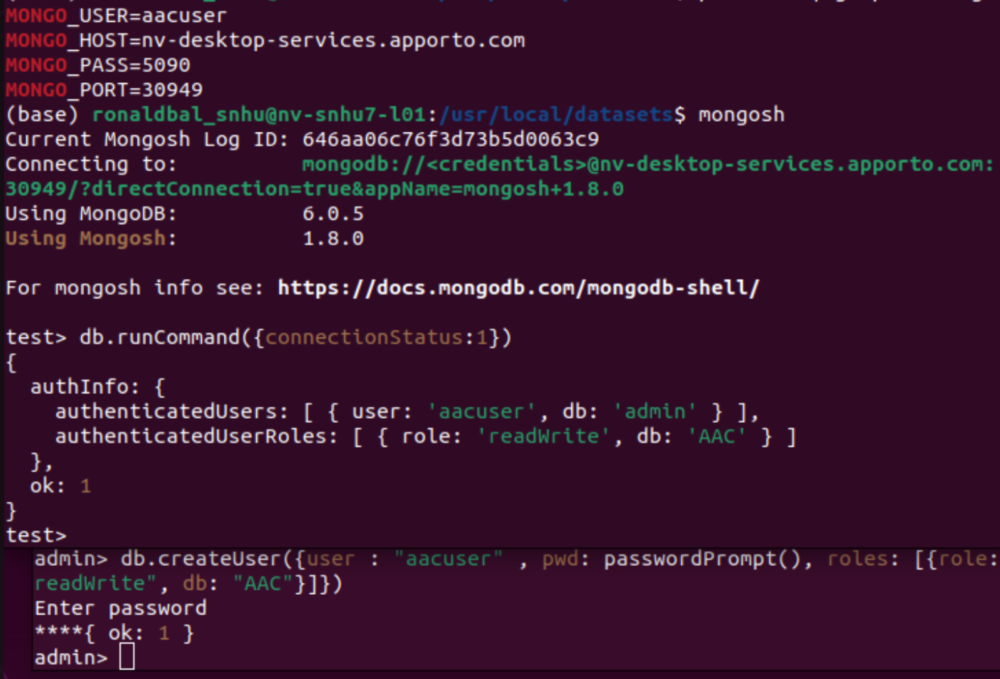 MONGO_USER=aacuser
MONGO_HOST=nv-desktop-services.apporto.com
MONGO_PASS=5090
MONGO_PORT=30949
(base) ronaldbal_snhu@nv-snhu7-l01:/usr/local/datasets$ mongosh
Current Mongosh Log ID: 646aa06c76f3d73b5d0063c9
Connecting to:          mongodb://<credentials>@nv-desktop-services.apporto.com:
30949/?directConnection=true&appName=mongosh+1.8.0
Using MongoDB:          6.0.5
Using Mongosh:          1.8.0
For mongosh info see: https://docs.mongodb.com/mongodb-shell/
test> db.runCommand({connectionStatus:1})
{
  authInfo: {
    authenticatedUsers: [ { user: 'aacuser', db: 'admin' } ],
    authenticatedUserRoles: [ { role: 'readWrite', db: 'AAC' } ]
  },
  ok: 1
}
test>
admin> db.createUser({user : "aacuser" , pwd: passwordPrompt(), roles: [{role:
readWrite", db: "AAC"}]})
Enter password
****{ ok: 1 }
admin>